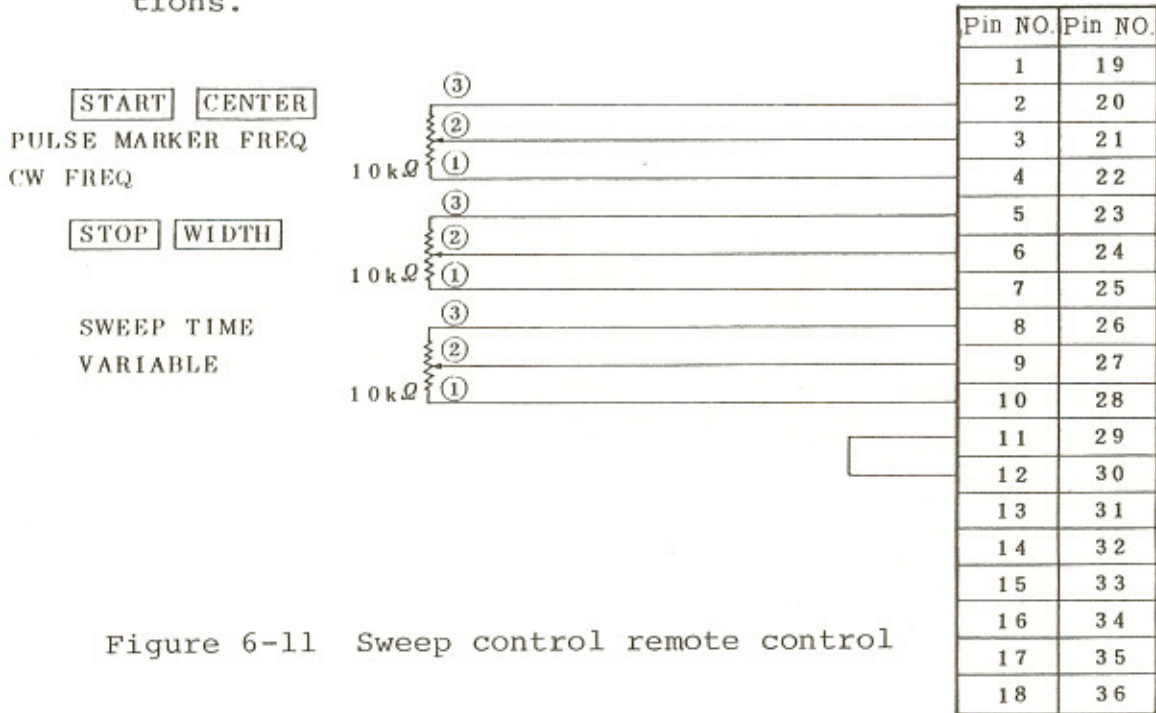 tions.
START CENTER
PULSE MARKER FREQ
CW FREQ
③
②
10kΩ ①
STOP WIDTH
③
②
10kΩ ①
SWEEP TIME
VARIABLE
③
②
10kΩ ①
Pin NO. Pin NO.
1 19
2 20
3 21
4 22
5 23
6 24
7 25
8 26
9 27
10 28
11 29
12 30
13 31
14 32
15 33
16 34
17 35
18 36
Figure 6-11 Sweep control remote control